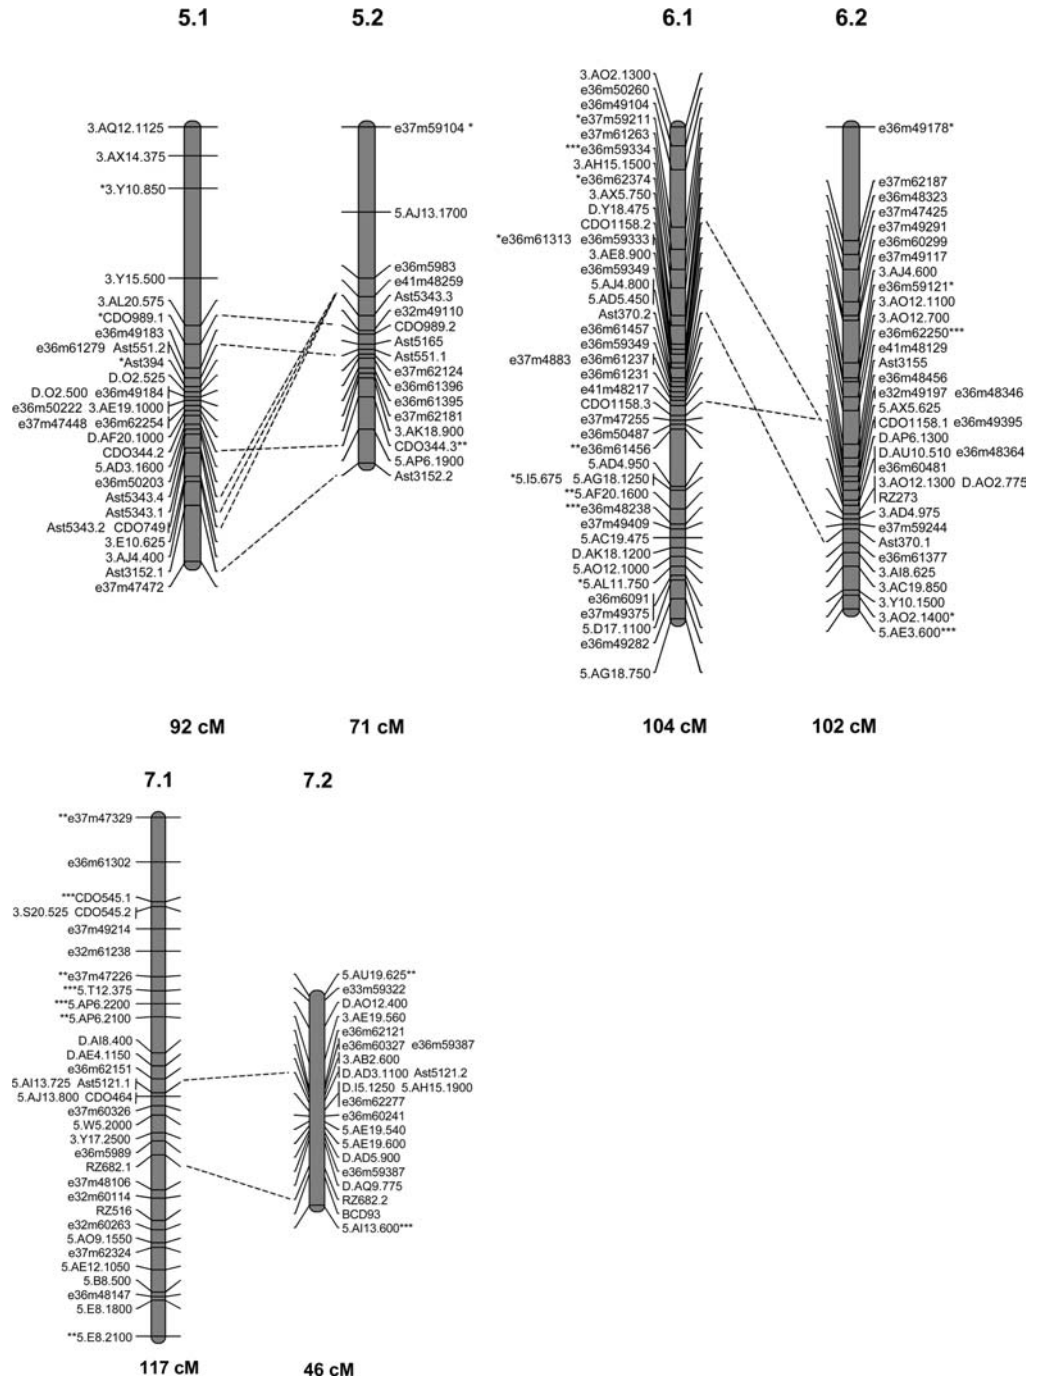 5.1
5.2
6.1
6.2
3.AQ12.1125
3.AX14.375
*3.Y10.850
3.Y15.500
3.AL20.575
*CDO989.1
e36m49183
e36m61279 Ast551.2
*Ast394
D.O2.525
D.O2.500 e36m49184
e36m50222 3.AE19.1000
e37m47448 e36m62254
D.AF20.1000
CDO344.2
5.AD3.1600
e36m50203
Ast5343.4
Ast5343.1
Ast5343.2 CDO749
3.E10.625
3.AJ4.400
Ast3152.1
e37m47472
e37m59104 *
5.AJ13.1700
e36m5983
e41m48259
Ast5343.3
e32m49110
CDO989.2
Ast5165
Ast551.1
e37m62124
e36m61396
e36m61395
e37m62181
3.AK18.900
CDO344.3**
5.AP6.1900
Ast3152.2
3.AO2.1300
e36m50260
e36m49104
*e37m59211
e37m61263
***e36m59334
3.AH15.1500
*e36m62374
3.AX5.750
D.Y18.475
CDO1158.2
*e36m61313 e36m59333
3.AE8.900
e36m59349
5.AJ4.800
5.AD5.450
Ast370.2
e36m61457
e36m59349
e37m4883 e36m61237
e36m61231
e41m48217
CDO1158.3
e37m47255
e36m50487
**e36m61456
5.AD4.950
*5.I5.675 5.AG18.1250
**5.AF20.1600
***e36m48238
e37m49409
5.AC19.475
D.AK18.1200
5.AO12.1000
*5.AL11.750
e36m6091
e37m49375
5.D17.1100
e36m49282
5.AG18.750
e36m49178*
e37m62187
e36m48323
e37m47425
e37m49291
e36m60299
e37m49117
3.AJ4.600
e36m59121*
3.AO12.1100
3.AO12.700
e36m62250***
e41m48129
Ast3155
e36m48456
e32m49197 e36m48346
5.AX5.625
CDO1158.1 e36m49395
D.AP6.1300
D.AU10.510 e36m48364
e36m60481
3.AO12.1300 D.AO2.775
RZ273
3.AD4.975
e37m59244
Ast370.1
e36m61377
3.AI8.625
3.AC19.850
3.Y10.1500
3.AO2.1400*
5.AE3.600***
92 cM
71 cM
104 cM
102 cM
7.1
7.2
**e37m47329
e36m61302
***CDO545.1
3.S20.525 CDO545.2
e37m49214
e32m61238
**e37m47226
***5.T12.375
***5.AP6.2200
**5.AP6.2100
D.AI8.400
D.AE4.1150
e36m62151
5.AI13.725 Ast5121.1
5.AJ13.800 CDO464
e37m60326
5.W5.2000
3.Y17.2500
e36m5989
RZ682.1
e37m48106
e32m60114
RZ516
e32m60263
5.AO9.1550
e37m62324
5.AE12.1050
5.B8.500
e36m48147
5.E8.1800
**5.E8.2100
5.AU19.625**
e33m59322
D.AO12.400
3.AE19.560
e36m62121
e36m60327 e36m59387
3.AB2.600
D.AD3.1100 Ast5121.2
D.I5.1250 5.AH15.1900
e36m62277
e36m60241
5.AE19.540
5.AE19.600
D.AD5.900
e36m59387
D.AQ9.775
RZ682.2
BCD93
5.AI13.600***
117 cM
46 cM